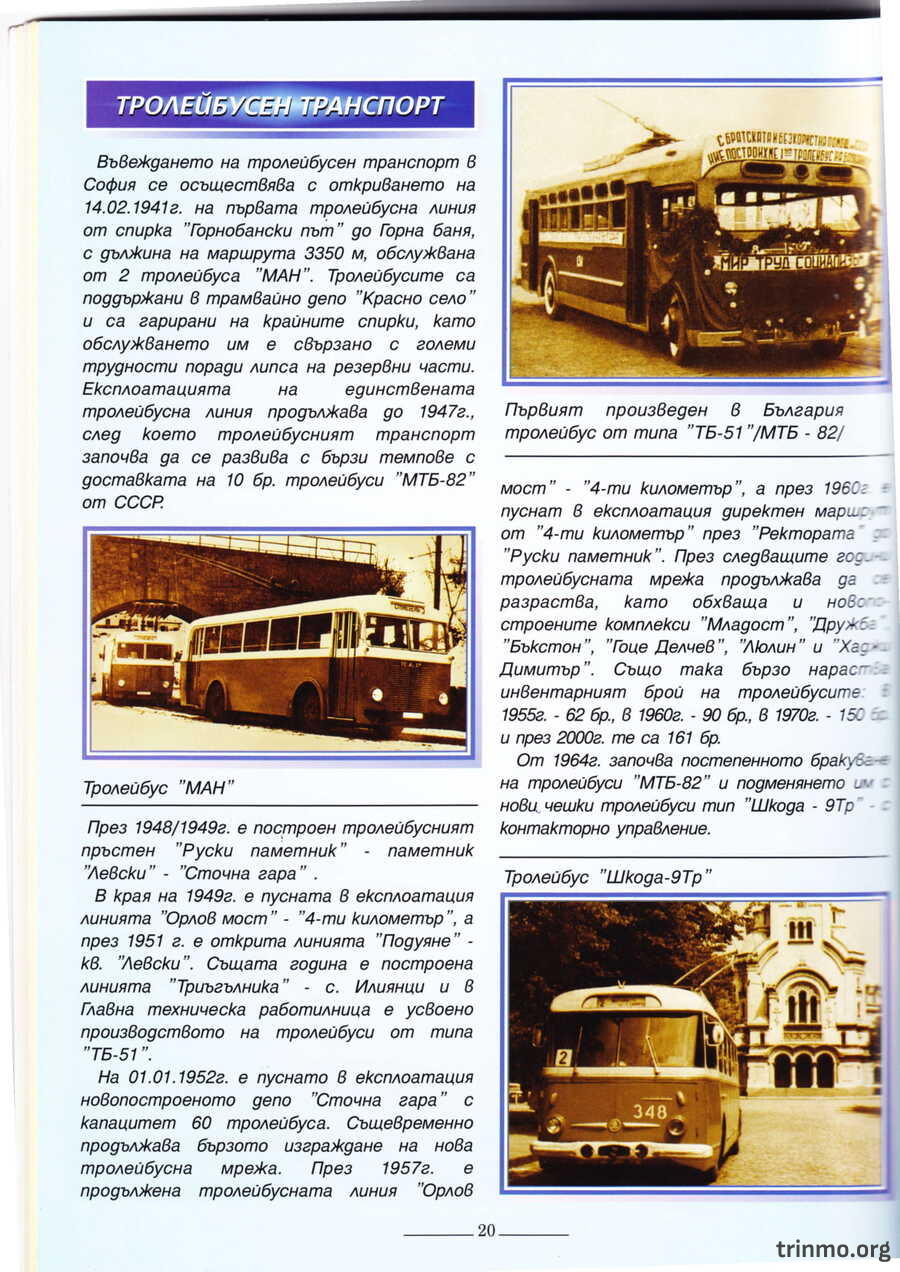 ТРОЛЕЙБУСЕН ТРАНСПОРТ
Въвеждането на тролейбусен транспорт в
София се осъществява с откриването на
14.02.1941г. на първата тролейбусна линия
от спирка "Горнобански път" до Горна баня,
с дължина на маршрута 3350 м, обслужвана
от 2 тролейбуса "МАН". Тролейбусите са
поддържани в трамвайно депо "Красно село"
и са гарирани на крайните спирки, като
обслужването им е свързано с големи
трудности поради липса на резервни части.
Експлоатацията на единствената
тролейбусна линия продължава до 1947г.,
след което тролейбусният транспорт
започва да се развива с бързи темпове с
доставката на 10 бр. тролейбуси "МТБ-82"
от СССР.
Тролейбус "МАН"
През 1948/1949г. е построен тролейбусният
пръстен "Руски паметник" - паметник
"Левски" - "Сточна гара" .
В края на 1949г. е пусната в експлоатация
линията "Орлов мост" - "4-ти километър", а
през 1951 г. е открита линията "Подуяне" -
кв. "Левски". Същата година е построена
линията "Триъгълника" - с. Илиянци и в
Главна техническа работилница е усвоено
производството на тролейбуси от типа
"ТБ-51".
На 01.01.1952г. е пуснато в експлоатация
новопостроеното депо "Сточна гара" с
капацитет 60 тролейбуса. Същевременно
продължава бързото изграждане на нова
тролейбусна мрежа. През 1957г. е
продължена тролейбусната линия "Орлов
С БРАТСКАТА И БЕЗКОРИСТНА ПОМОЩ
НИЕ ПОСТРОИХМЕ 1ВИ ТРОЛЕЙБУС
МИР ТРУД СОЦИАЛИЗЪМ
Първият произведен в България
тролейбус от типа "ТБ-51"/МТБ - 82/
мост" - "4-ти километър", а през 1960г. е
пуснат в експлоатация директен маршрут
от "4-ти километър" през "Ректората" до
"Руски паметник". През следващите години
тролейбусната мрежа продължава да се
разраства, като обхваща и новопо-
строените комплекси "Младост", "Дружба",
"Бъкстон", "Гоце Делчев", "Люлин" и "Хаджи
Димитър". Също така бързо нараства
инвентарният брой на тролейбусите: В
1955г. - 62 бр., в 1960г. - 90 бр., в 1970г. - 150 бр.
и през 2000г. те са 161 бр.
От 1964г. започва постепенното бракуване
на тролейбуси "МТБ-82" и подменянето им с
нови чешки тролейбуси тип "Шкода - 9Тр" - с
контакторно управление.
Тролейбус "Шкода-9Тр"
2
348
20
trinmo.org